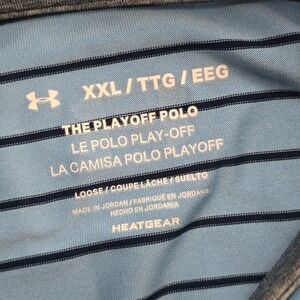 XXL / TTG / EEG
THE PLAYOFF POLO
LE POLO PLAY-OFF
LA CAMISA POLO PLAYOFF
LOOSE / COUPE LÂCHE / SUELTO
MADE IN JORDAN / FABRIQUÉ EN JORDANIE
HECHO EN JORDANIA
HEATGEAR